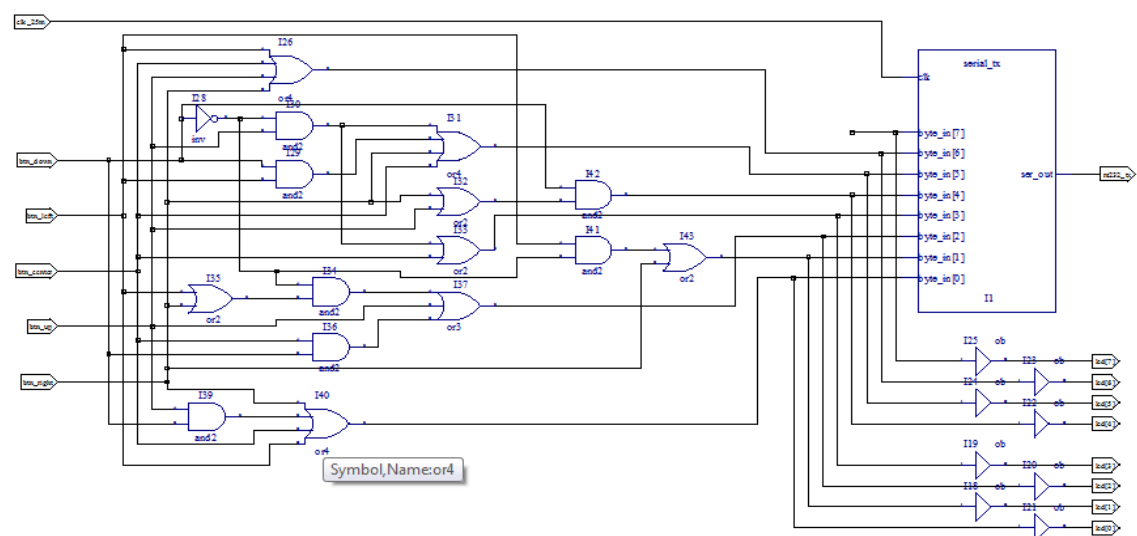 clk_25m
I26
serial_tx
clk
or4
I28
I30
inv
and2
I31
byte_in[7]
byte_in[6]
byte_in[5]
byte_in[4]
byte_in[3]
byte_in[2]
byte_in[1]
byte_in[0]
ser_out
rs232_tx
I1
btn_down
I29
and2
or4
I32
or2
I42
and2
btn_left
I33
or2
I41
and2
I43
or2
btn_center
I35
or2
I34
and2
I37
or3
btn_up
I36
and2
btn_right
I39
and2
I40
or4
Symbol,Name:or4
I25
ob
led[7]
I23
ob
led[6]
I24
ob
led[5]
I22
ob
led[4]
I19
ob
led[3]
I20
ob
led[2]
I18
ob
led[1]
I21
ob
led[0]